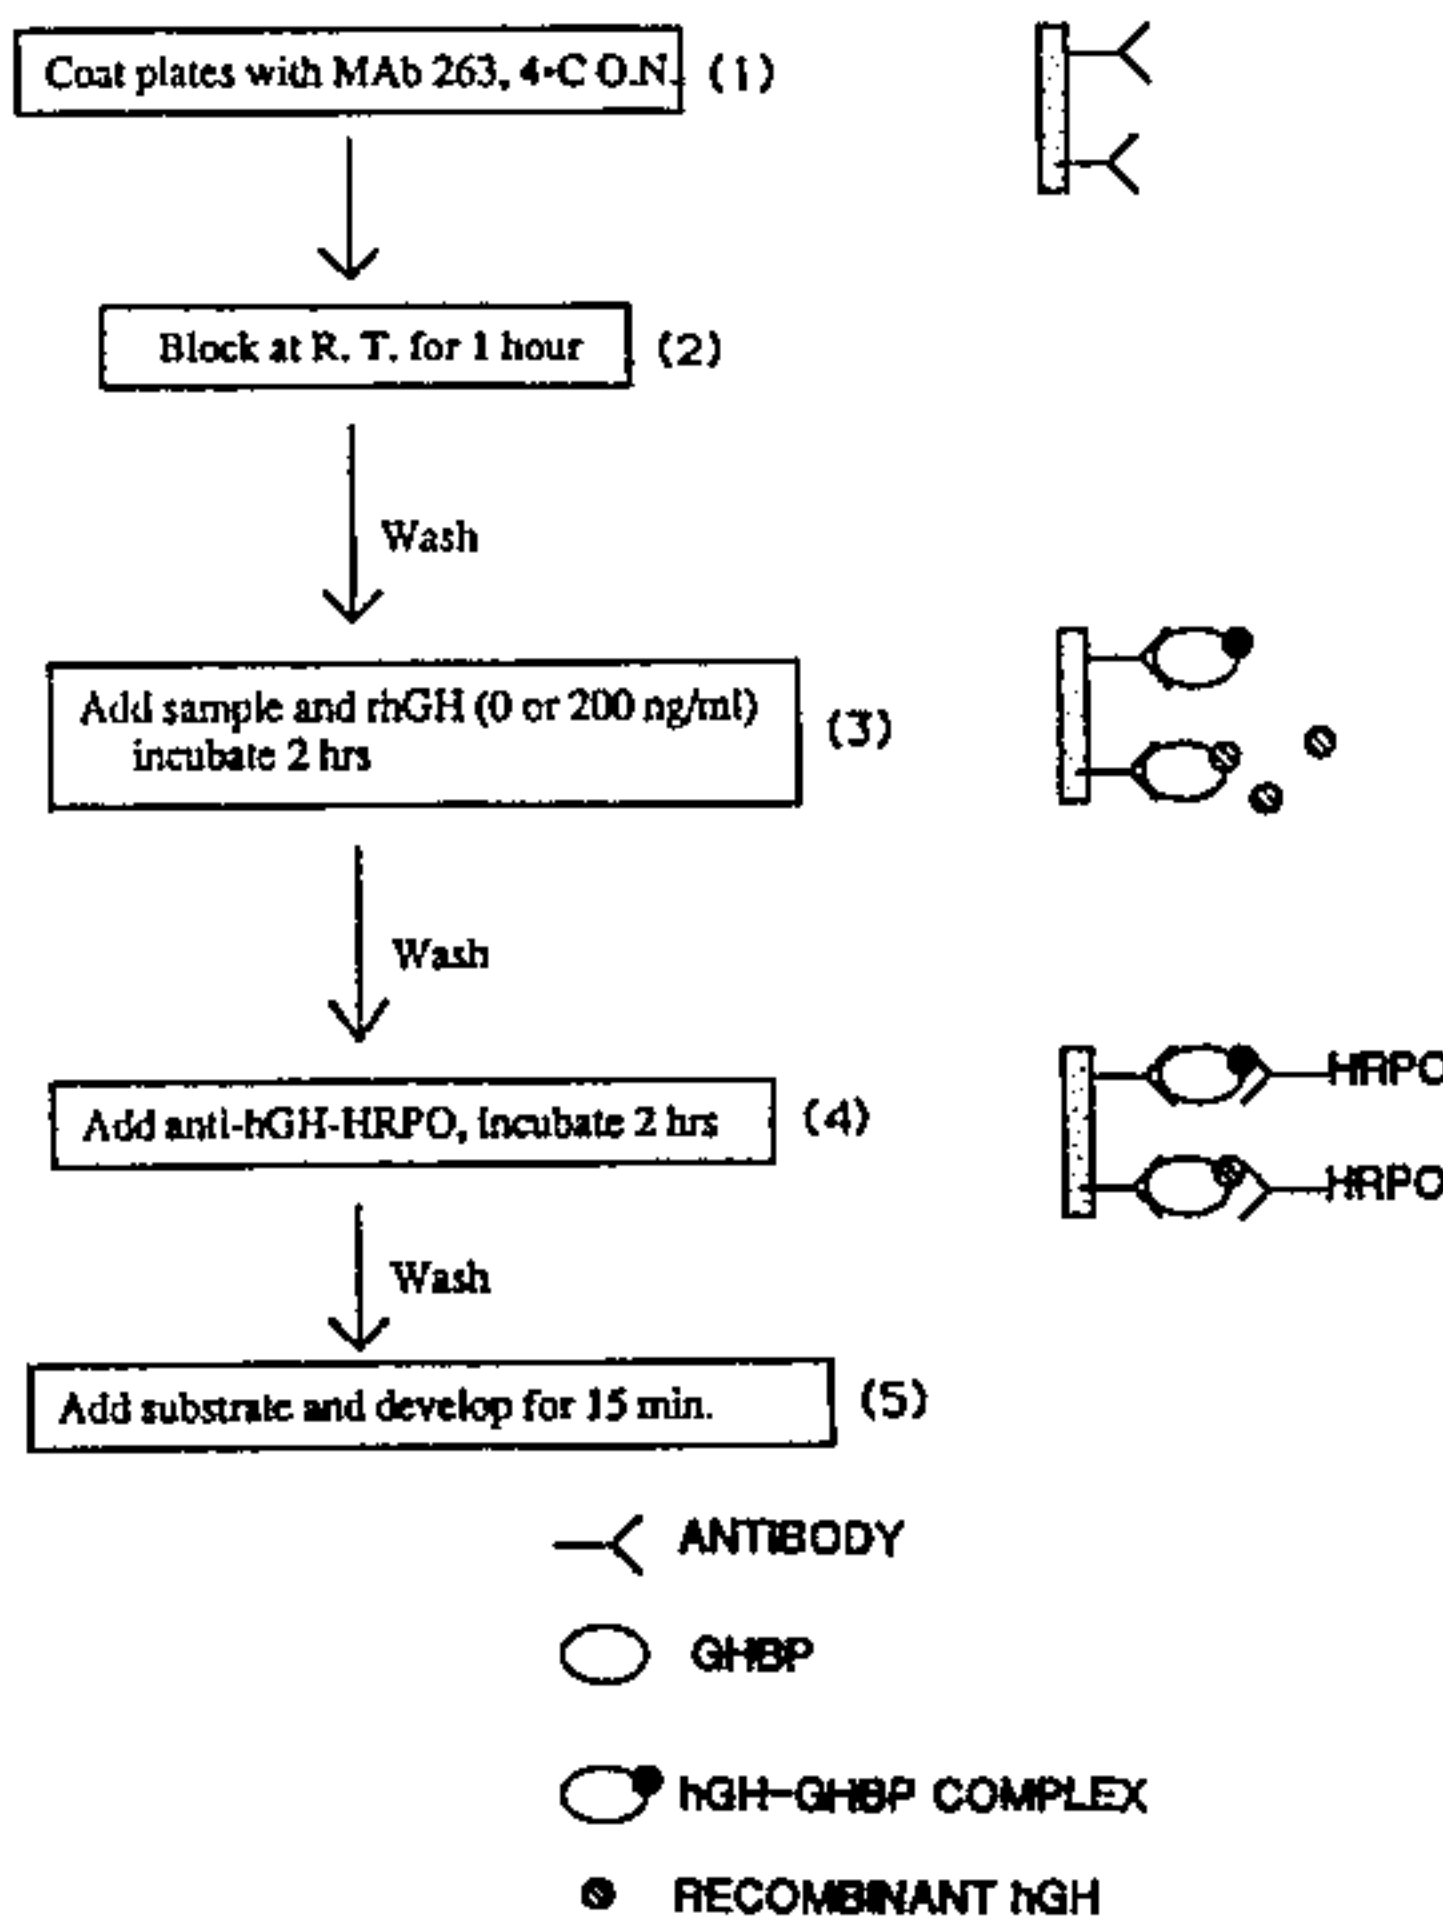 Coat plates with MAb 263, 4°C O.N. (1)
Block at R. T. for 1 hour (2)
Wash
Add sample and rhGH (0 or 200 ng/ml) (3)
incubate 2 hrs
Wash
HRPO
Add anti-hGH-HRPO, incubate 2 hrs (4)
HRPO
Wash
Add substrate and develop for 15 min. (5)
ANTIBODY
GHBP
hGH-GHBP COMPLEX
RECOMBINANT hGH